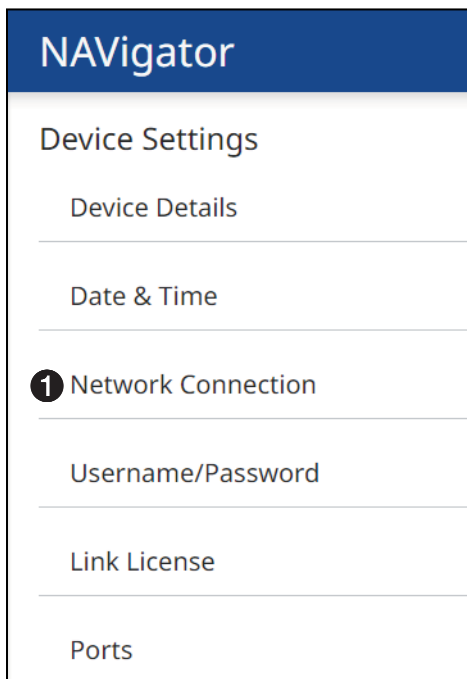 NAVigator
Device Settings
Device Details
Date & Time
1 Network Connection
Username/Password
Link License
Ports